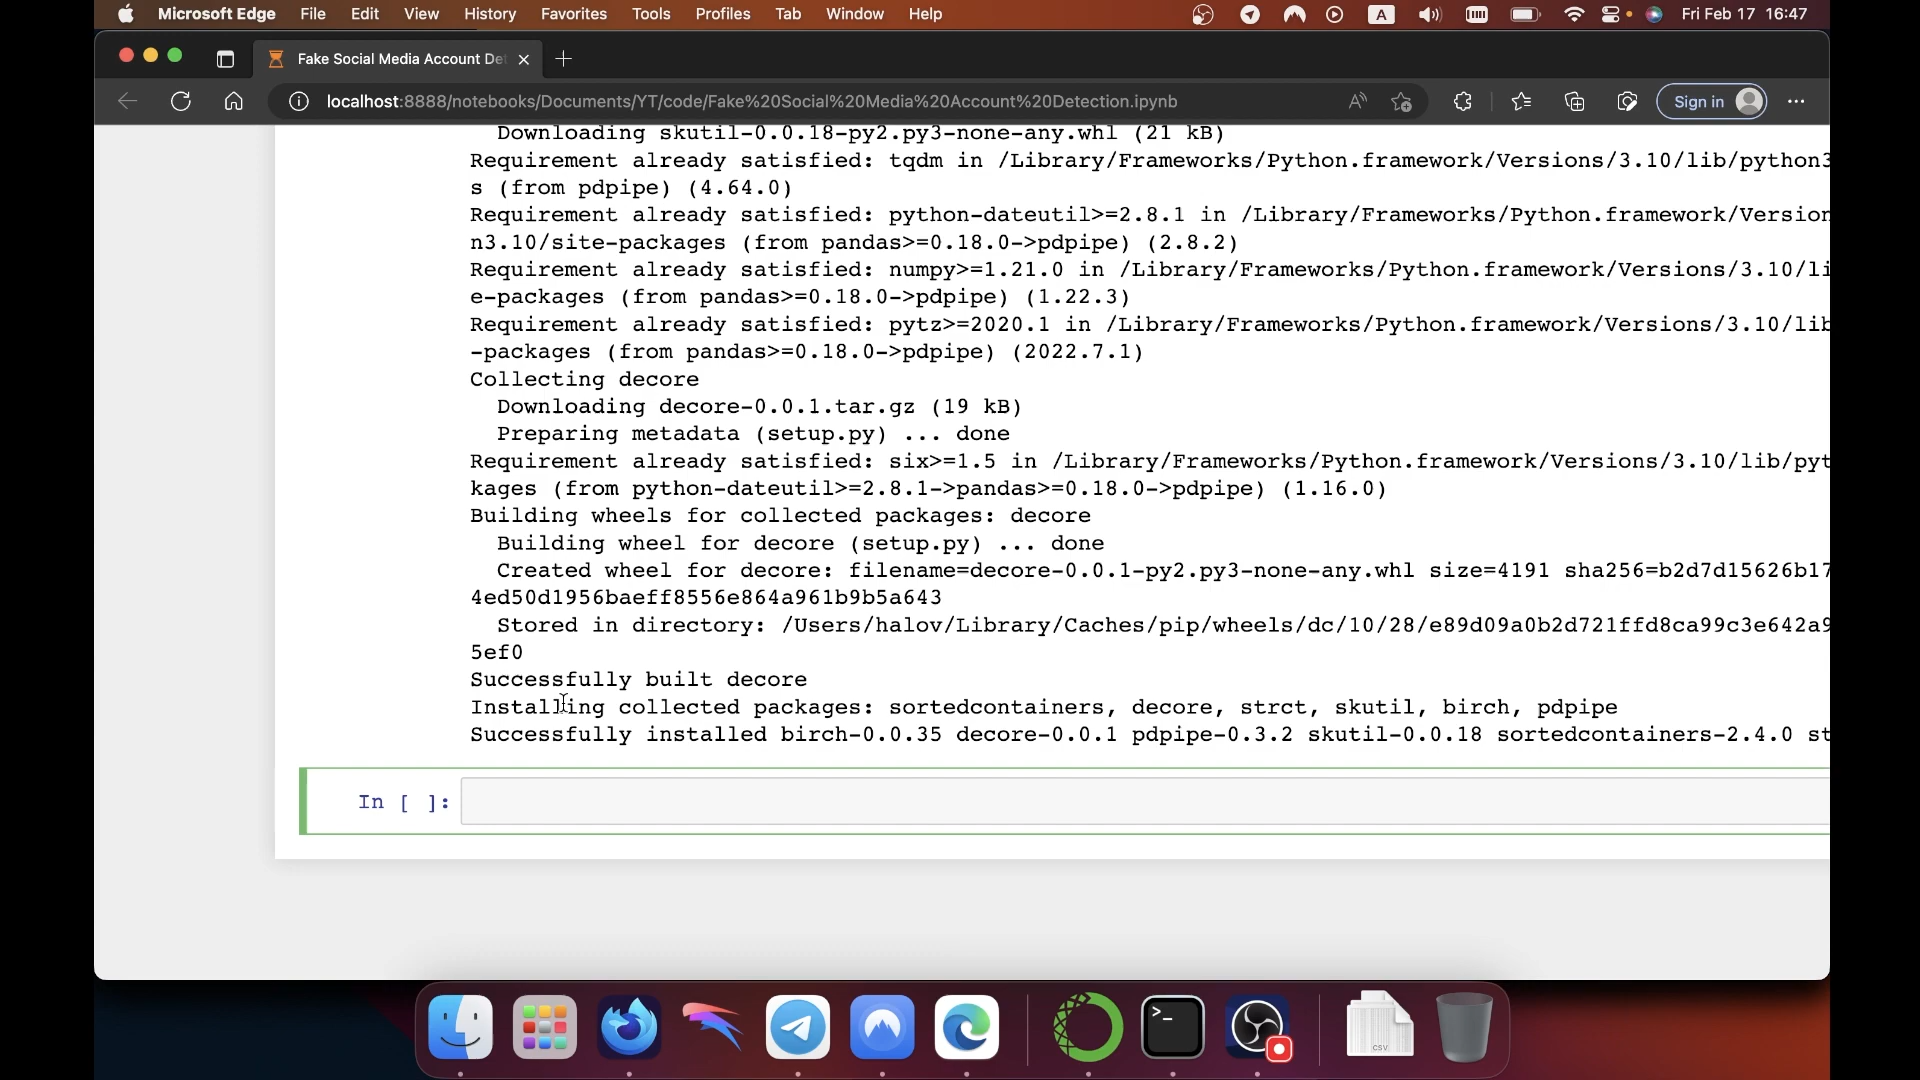 Microsoft Edge File Edit View History Favorites Tools Profiles Tab Window Help A Fri Feb 17 16:47
Fake Social Media Account De
localhost:8888/notebooks/Documents/YT/code/Fake%20Social%20Media%20Account%20Detection.ipynb A Sign in
Downloading skutil-0.0.18-py2.py3-none-any.whl (21 kB)
Requirement already satisfied: tqdm in /Library/Frameworks/Python.framework/Versions/3.10/lib/python3
s (from pdpipe) (4.64.0)
Requirement already satisfied: python-dateutil>=2.8.1 in /Library/Frameworks/Python.framework/Version
n3.10/site-packages (from pandas>=0.18.0->pdpipe) (2.8.2)
Requirement already satisfied: numpy>=1.21.0 in /Library/Frameworks/Python.framework/Versions/3.10/li
e-packages (from pandas>=0.18.0->pdpipe) (1.22.3)
Requirement already satisfied: pytz>=2020.1 in /Library/Frameworks/Python.framework/Versions/3.10/lib
-packages (from pandas>=0.18.0->pdpipe) (2022.7.1)
Collecting decore
Downloading decore-0.0.1.tar.gz (19 kB)
Preparing metadata (setup.py) ... done
Requirement already satisfied: six>=1.5 in /Library/Frameworks/Python.framework/Versions/3.10/lib/pyt
kages (from python-dateutil>=2.8.1->pandas>=0.18.0->pdpipe) (1.16.0)
Building wheels for collected packages: decore
Building wheel for decore (setup.py) ... done
Created wheel for decore: filename=decore-0.0.1-py2.py3-none-any.whl size=4191 sha256=b2d7d15626b17
4ed50d1956baeff8556e864a961b9b5a643
Stored in directory: /Users/halov/Library/Caches/pip/wheels/dc/10/28/e89d09a0b2d721ffd8ca99c3e642a9
5ef0
Successfully built decore
Installing collected packages: sortedcontainers, decore, strct, skutil, birch, pdpipe
Successfully installed birch-0.0.35 decore-0.0.1 pdpipe-0.3.2 skutil-0.0.18 sortedcontainers-2.4.0 st
In [ ]:
CSV